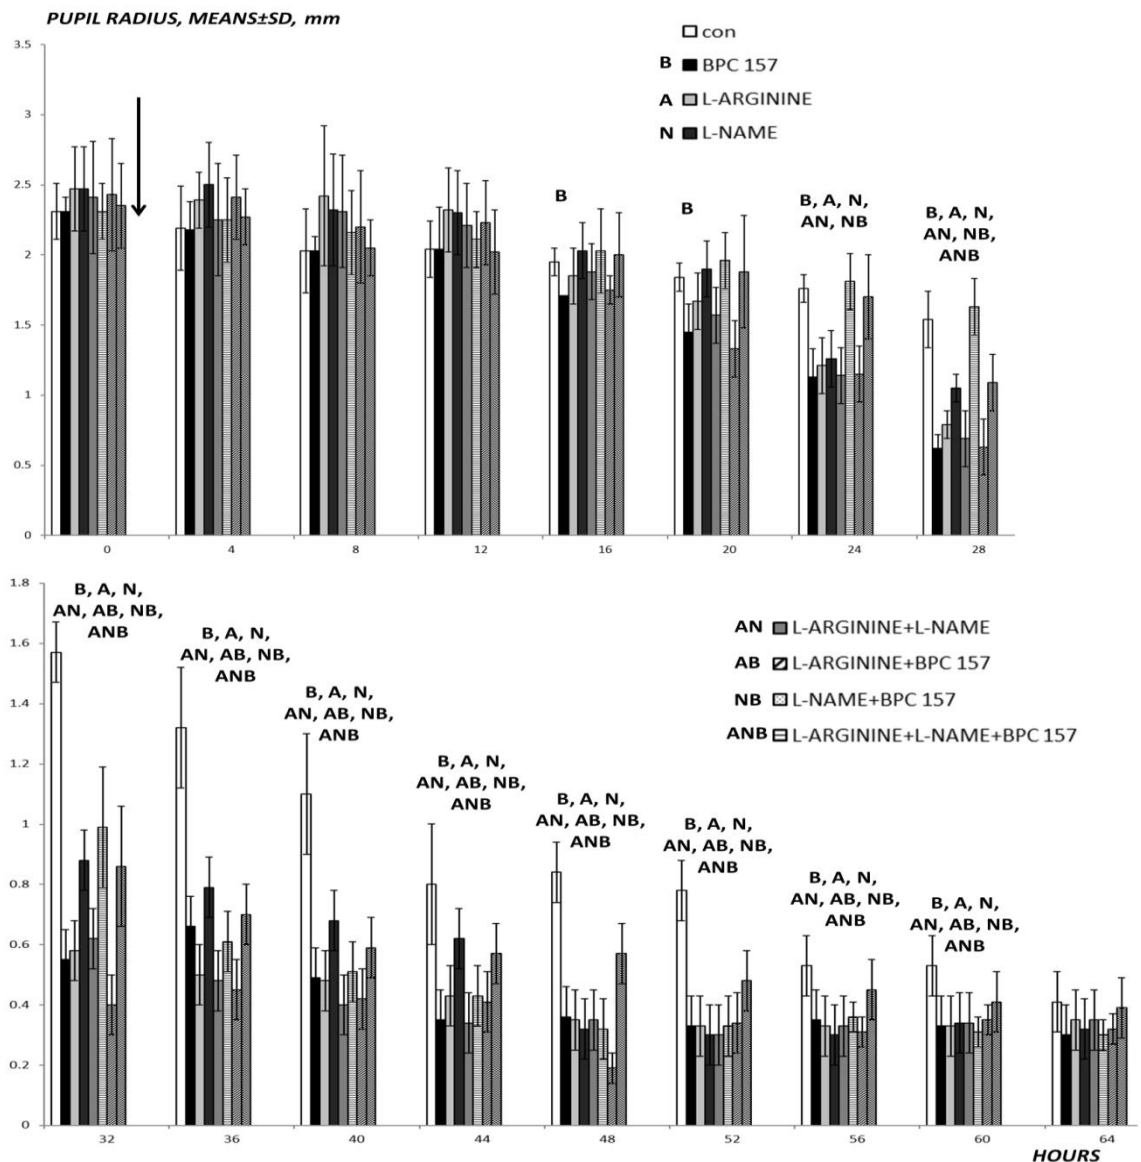 PUPIL RADIUS, MEANS±SD, mm
con
B BPC 157
A L-ARGININE
N L-NAME
3.5
3
2.5
2
1.5
1
0.5
0
B
B
B, A, N,
AN, NB
B, A, N,
AN, NB,
ANB
0 4 8 12 16 20 24 28
1.8
1.6
1.4
1.2
1
0.8
0.6
0.4
0.2
0
B, A, N,
AN, AB, NB,
ANB
B, A, N,
AN, AB, NB,
ANB
B, A, N,
AN, AB, NB,
ANB
B, A, N,
AN, AB, NB,
ANB
B, A, N,
AN, AB, NB,
ANB
B, A, N,
AN, AB, NB,
ANB
B, A, N,
AN, AB, NB,
ANB
B, A, N,
AN, AB, NB,
ANB
AN L-ARGININE+L-NAME
AB L-ARGININE+BPC 157
NB L-NAME+BPC 157
ANB L-ARGININE+L-NAME+BPC 157
32 36 40 44 48 52 56 60 64
HOURS